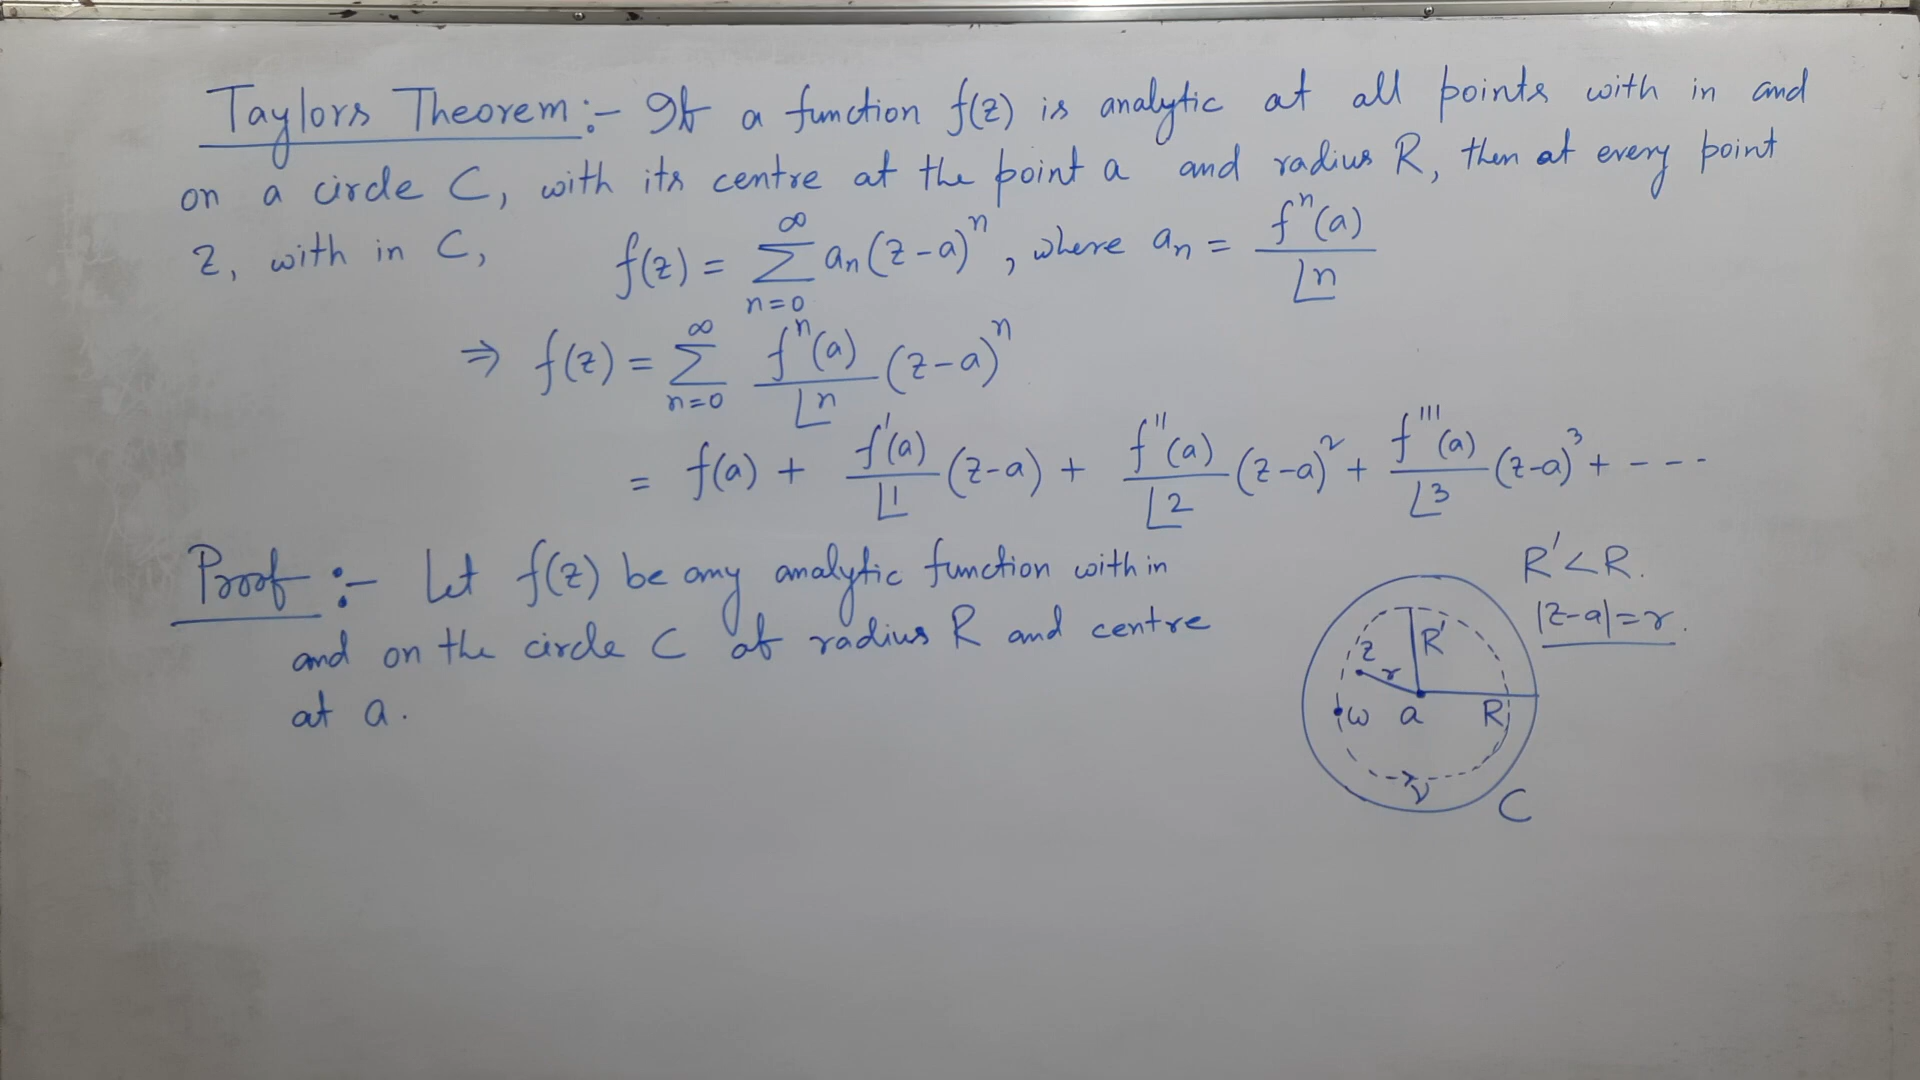 Taylors Theorem :- If a function f(z) is analytic at all points with in and
on a circle C, with its centre at the point a and radius R, then at every point
z, with in C, f(z) = ∑_{n=0}^{∞} a_n (z-a)^n, where a_n = f^n(a) / ⌊n
⇒ f(z) = ∑_{n=0}^{∞} f^n(a) / ⌊n (z-a)^n
= f(a) + f'(a) / ⌊1 (z-a) + f''(a) / ⌊2 (z-a)^2 + f'''(a) / ⌊3 (z-a)^3 + ----
Proof :- Let f(z) be any analytic function with in
and on the circle C of radius R and centre
at a.
R' < R.
|z-a| = r.
z r R'
w a R
ν
C